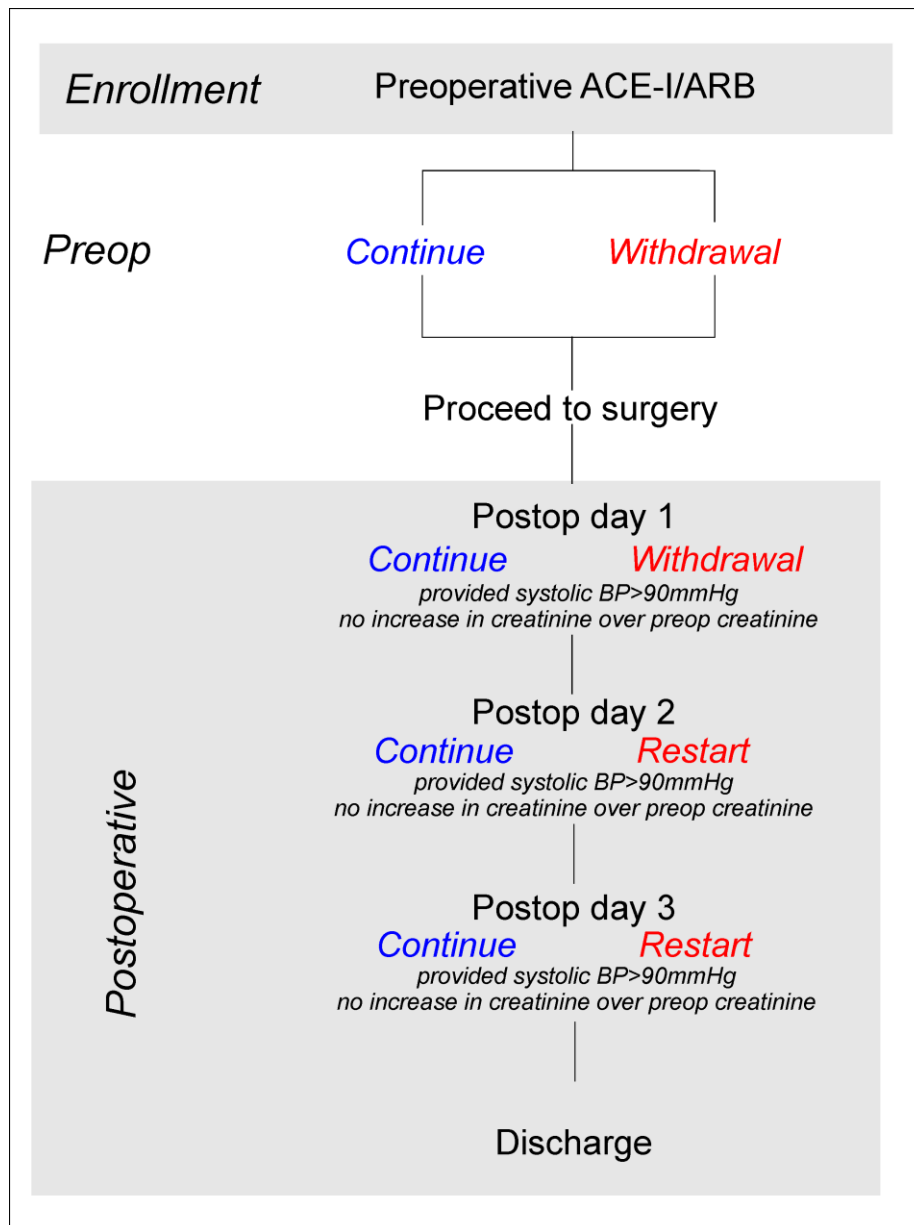 Enrollment Preoperative ACE-I/ARB
Preop Continue Withdrawal
Proceed to surgery
Postoperative
Postop day 1
Continue Withdrawal
provided systolic BP>90mmHg
no increase in creatinine over preop creatinine
Postop day 2
Continue Restart
provided systolic BP>90mmHg
no increase in creatinine over preop creatinine
Postop day 3
Continue Restart
provided systolic BP>90mmHg
no increase in creatinine over preop creatinine
Discharge